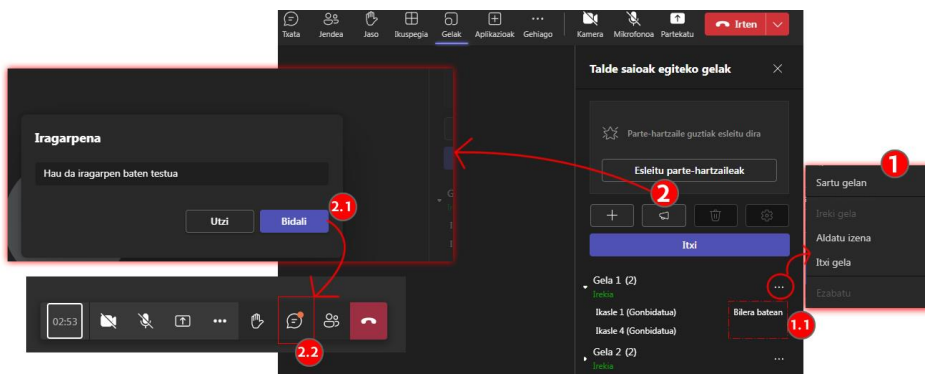 Txata Jendea Jaso Ikuspegia Gelak Aplikazioak Gehiago Kamera Mikrofonoa Partekatu Irten
Talde saioak egiteko gelak
Parte-hartzaile guztiak esleitu dira
Esleitu parte-hartzaileak
2
Itxi
Gela 1 (2)
Irekia
Ikasle 1 (Gonbidatua) Bilera batean
Ikasle 4 (Gonbidatua)
1.1
Gela 2 (2)
Irekia
1
Sartu gelan
Ireki gela
Aldatu izena
Itxi gela
Ezabatu
Iragarpena
Hau da iragarpen baten testua
Utzi Bidali
2.1
02:53
2.2